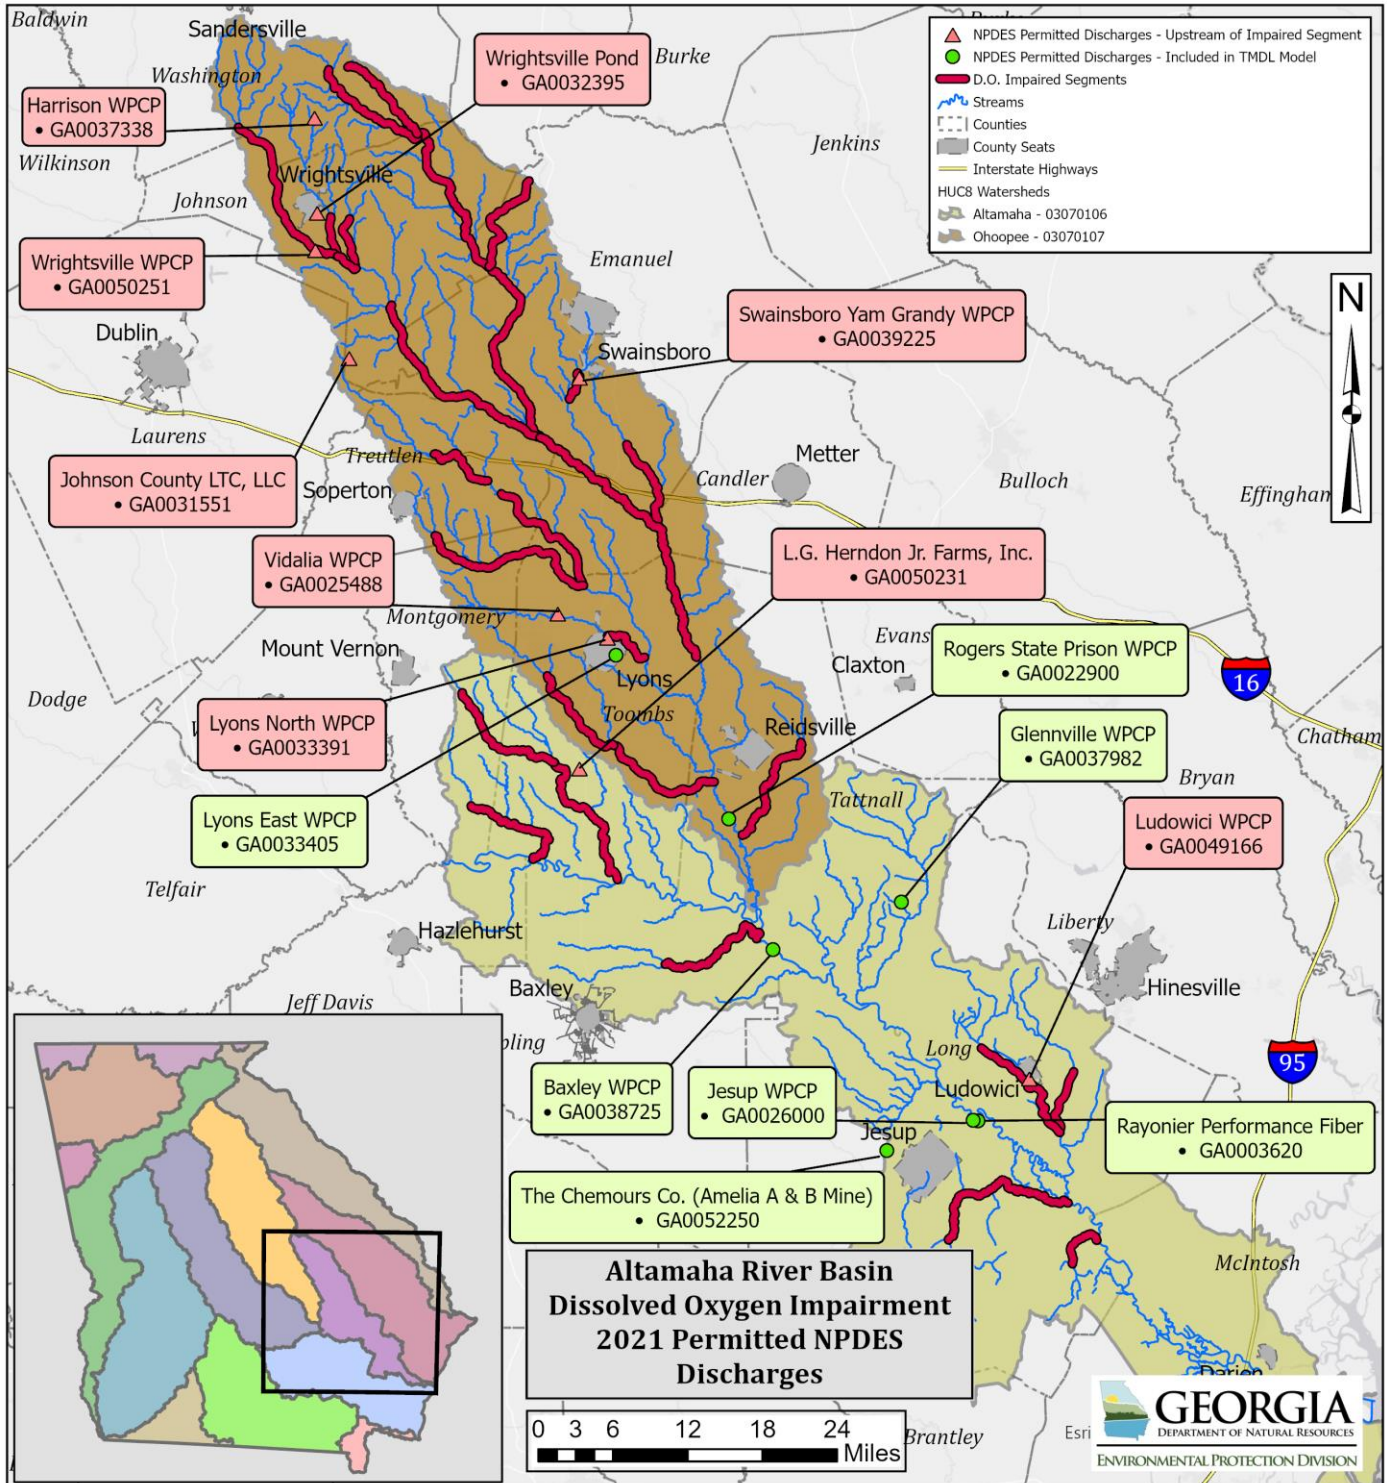 Baldwin
Sandersville
Washington
Burke
Wrightsville Pond
• GA0032395
NPDES Permitted Discharges - Upstream of Impaired Segment
NPDES Permitted Discharges - Included in TMDL Model
D.O. Impaired Segments
Streams
Counties
County Seats
Interstate Highways
HUC8 Watersheds
Altamaha - 03070106
Ohoopee - 03070107
Harrison WPCP
• GA0037338
Wilkinson
Jenkins
Wrightsville
Johnson
Wrightsville WPCP
• GA0050251
Emanuel
N
Swainsboro Yam Grandy WPCP
• GA0039225
Dublin
Swainsboro
Laurens
Treutlen
Johnson County LTC, LLC
• GA0031551
Soperton
Candler
Metter
Bulloch
Effingham
Vidalia WPCP
• GA0025488
L.G. Herndon Jr. Farms, Inc.
• GA0050231
Montgomery
Mount Vernon
Evans
Claxton
Rogers State Prison WPCP
• GA0022900
16
Dodge
Lyons
Lyons North WPCP
• GA0033391
Toombs
Reidsville
Glennville WPCP
• GA0037982
Chatham
Bryan
Tattnall
Lyons East WPCP
• GA0033405
Ludowici WPCP
• GA0049166
Telfair
Hazlehurst
Liberty
Jeff Davis
Baxley
Hinesville
pling
Long
95
Ludowici
Baxley WPCP
• GA0038725
Jesup WPCP
• GA0026000
Jesup
Rayonier Performance Fiber
• GA0003620
The Chemours Co. (Amelia A & B Mine)
• GA0052250
McIntosh
Altamaha River Basin
Dissolved Oxygen Impairment
2021 Permitted NPDES
Discharges
Darien
0 3 6 12 18 24
Miles
Brantley
Esri
GEORGIA
DEPARTMENT OF NATURAL RESOURCES
ENVIRONMENTAL PROTECTION DIVISION